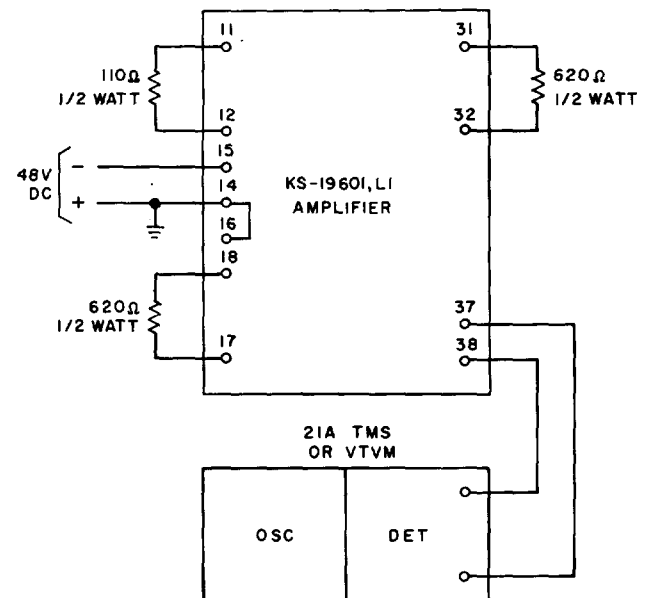 11
110Ω
1/2 WATT
12
31
620Ω
1/2 WATT
32
15
48V
DC
-
+
14
16
18
KS-19601,L1
AMPLIFIER
620Ω
1/2 WATT
17
37
38
21A TMS
OR VTVM
OSC
DET